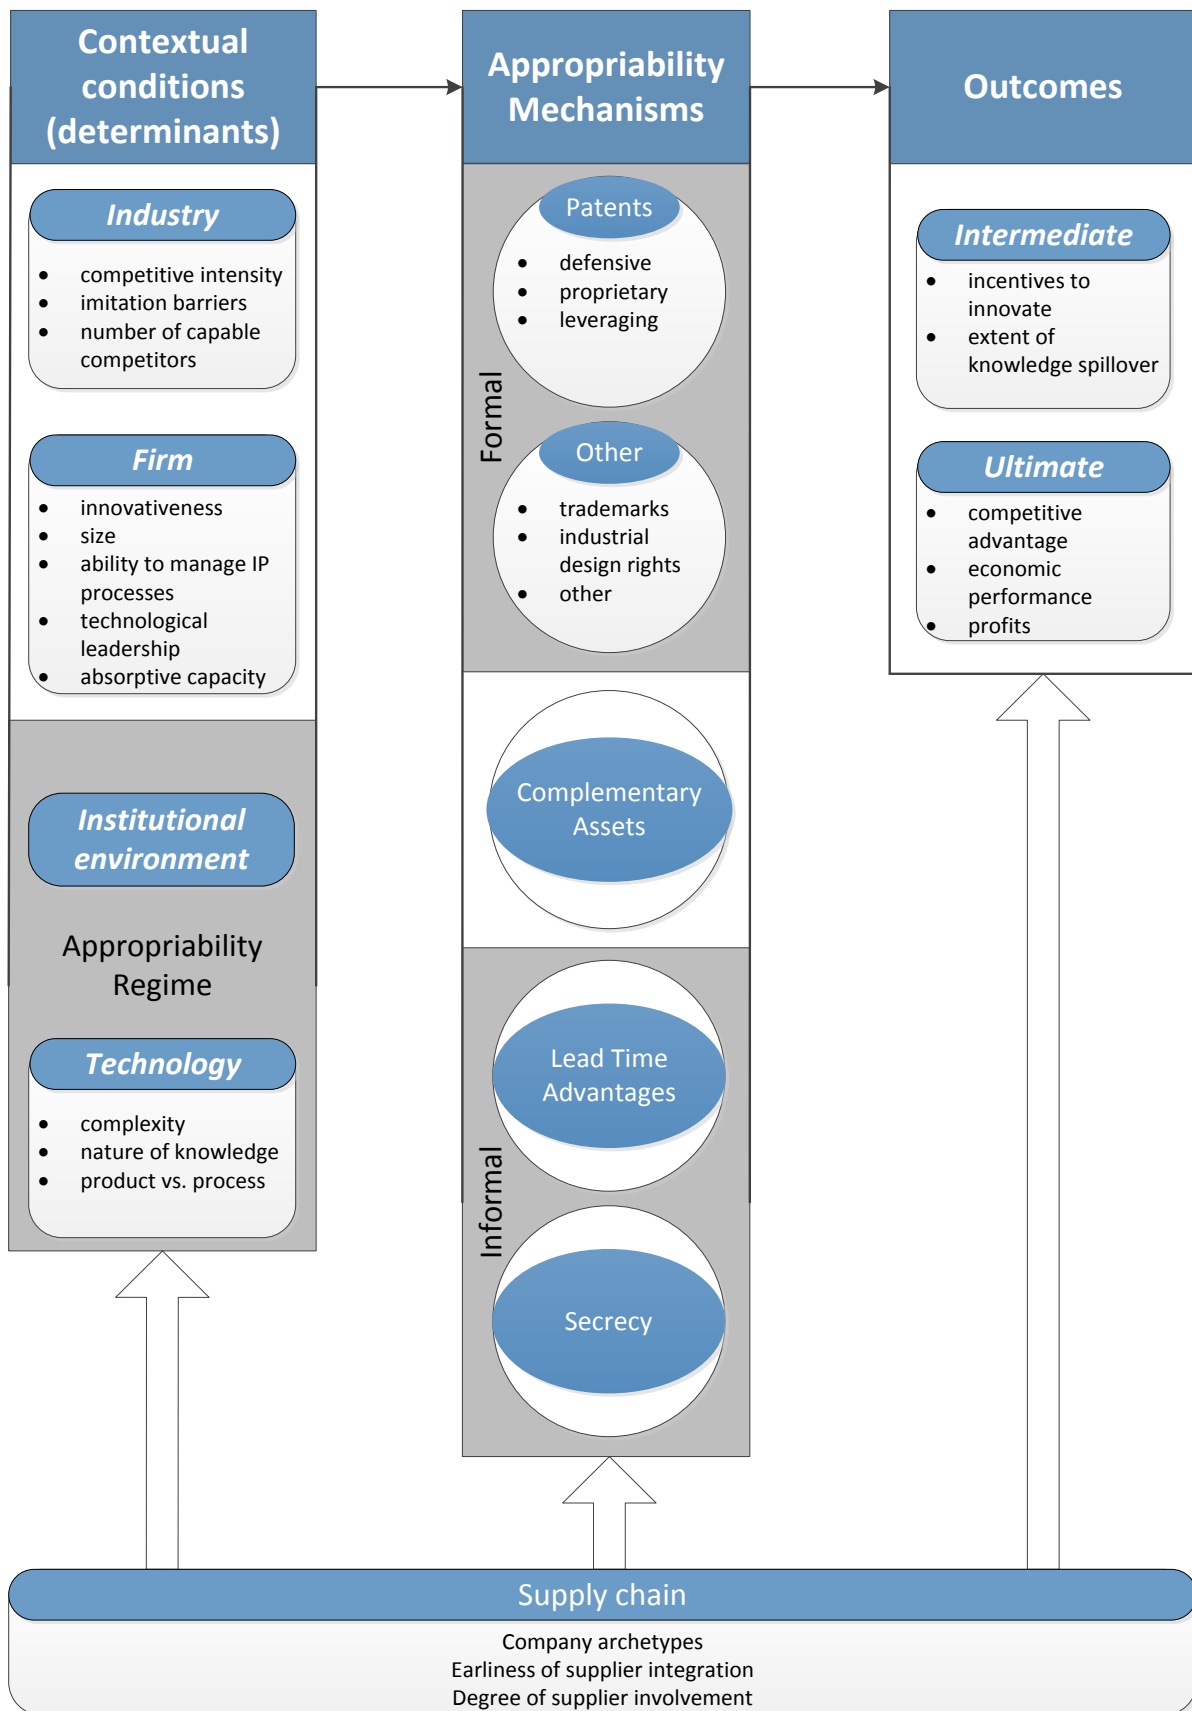 Contextual
conditions
(determinants)
Industry
• competitive intensity
• imitation barriers
• number of capable
competitors
Firm
• innovativeness
• size
• ability to manage IP
processes
• technological
leadership
• absorptive capacity
Institutional
environment
Appropriability
Regime
Technology
• complexity
• nature of knowledge
• product vs. process
Appropriability
Mechanisms
Formal
Patents
• defensive
• proprietary
• leveraging
Other
• trademarks
• industrial
design rights
• other
Complementary
Assets
Informal
Lead Time
Advantages
Secrecy
Outcomes
Intermediate
• incentives to
innovate
• extent of
knowledge spillover
Ultimate
• competitive
advantage
• economic
performance
• profits
Supply chain
Company archetypes
Earliness of supplier integration
Degree of supplier involvement